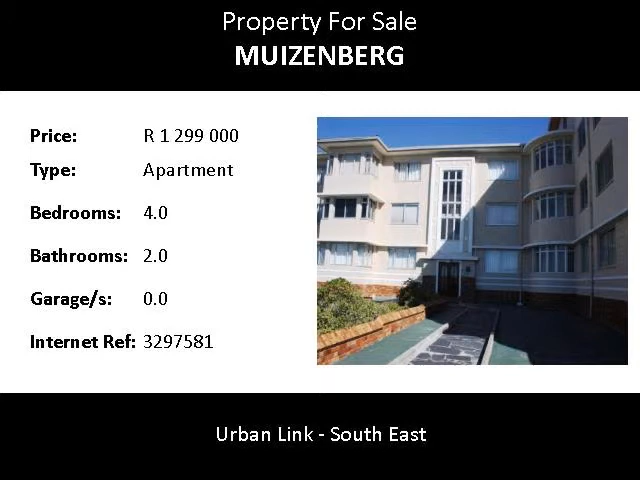 Property For Sale
MUIZENBERG
Price: R 1 299 000
Type: Apartment
Bedrooms: 4.0
Bathrooms: 2.0
Garage/s: 0.0
Internet Ref: 3297581
Urban Link - South East